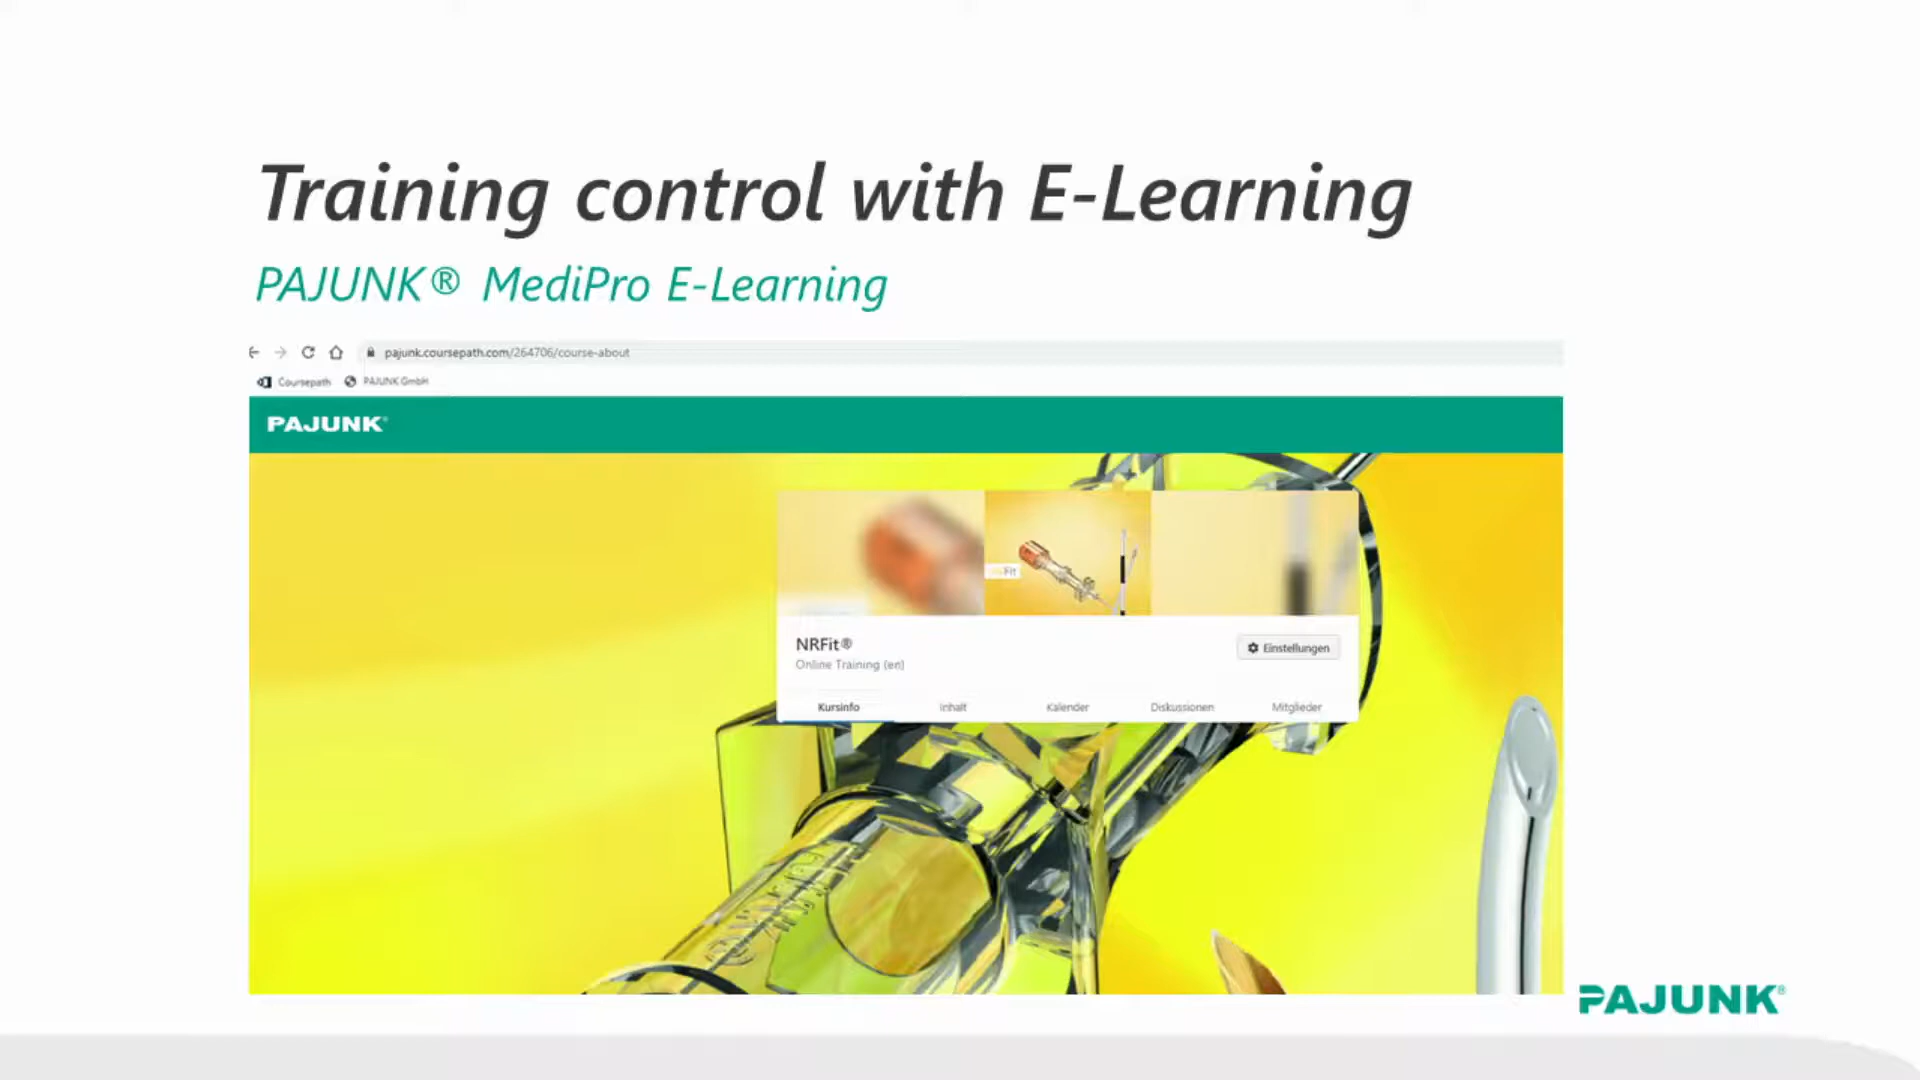 Training control with E-Learning
PAJUNK® MediPro E-Learning
pajunk.coursepath.com/264706/course-about
Coursepath PAJUNK GmbH
PAJUNK®
Fit
NRFit®
Einstellungen
Online Training (en)
Kursinfo Inhalt Kalender Diskussionen Mitglieder
PAJUNK®